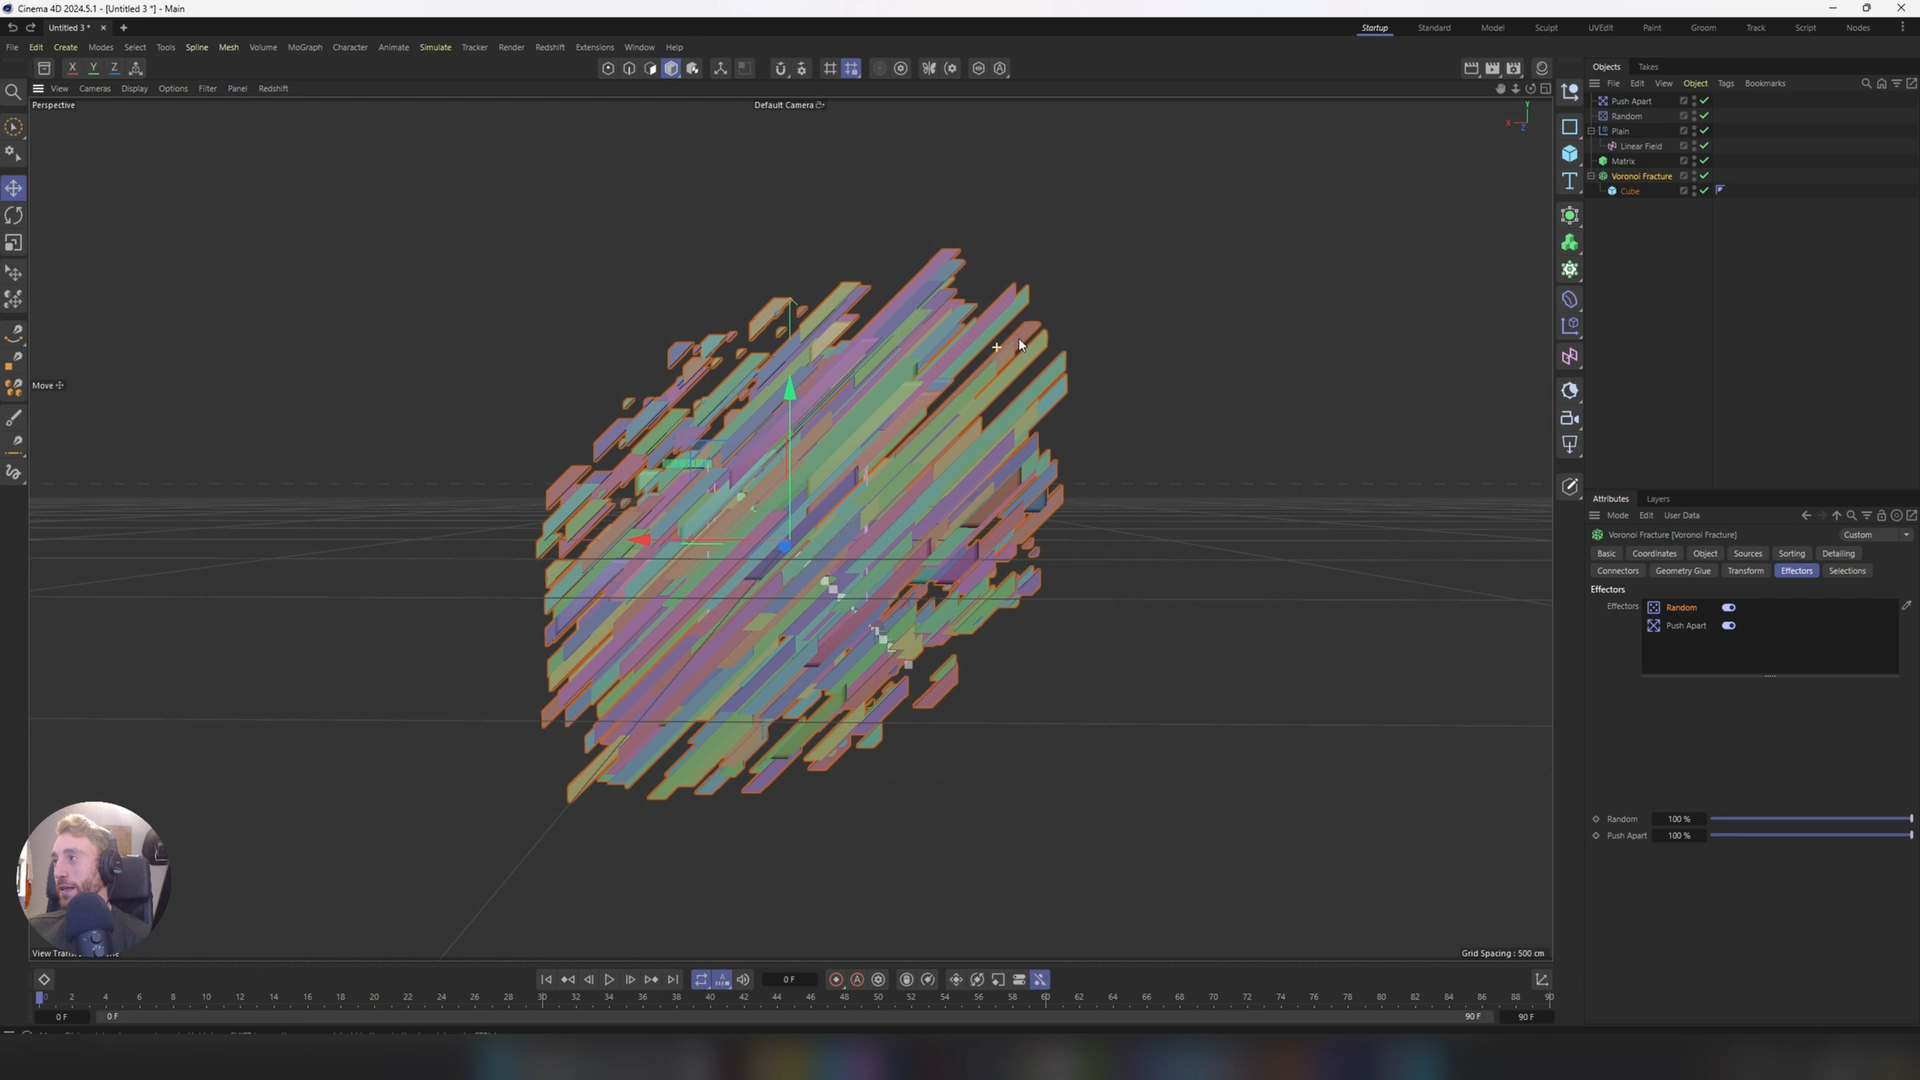 Cinema 4D 2024.5.1 - [Untitled 3 *] - Main
Untitled 3 *
Startup Standard Model Sculpt UVEdit Paint Groom Track Script Nodes
File Edit Create Modes Select Tools Spline Mesh Volume MoGraph Character Animate Simulate Tracker Render Redshift Extensions Window Help
X Y Z
View Cameras Display Options Filter Panel Redshift
Perspective
Default Camera
Y
X
Z
Move
View Trans
Grid Spacing : 500 cm
Objects Takes
File Edit View Object Tags Bookmarks
Push Apart
Random
Plain
Linear Field
Matrix
Voronoi Fracture
Cube
Attributes Layers
Mode Edit User Data
Voronoi Fracture [Voronoi Fracture]
Custom
Basic Coordinates Object Sources Sorting Detailing
Connectors Geometry Glue Transform Effectors Selections
Effectors
Effectors
Random
Push Apart
Random 100 %
Push Apart 100 %
0 F
0 2 4 6 8 10 12 14 16 18 20 22 24 26 28 30 32 34 36 38 40 42 44 46 48 50 52 54 56 58 60 62 64 66 68 70 72 74 76 78 80 82 84 86 88 90
0 F 0 F 90 F 90 F